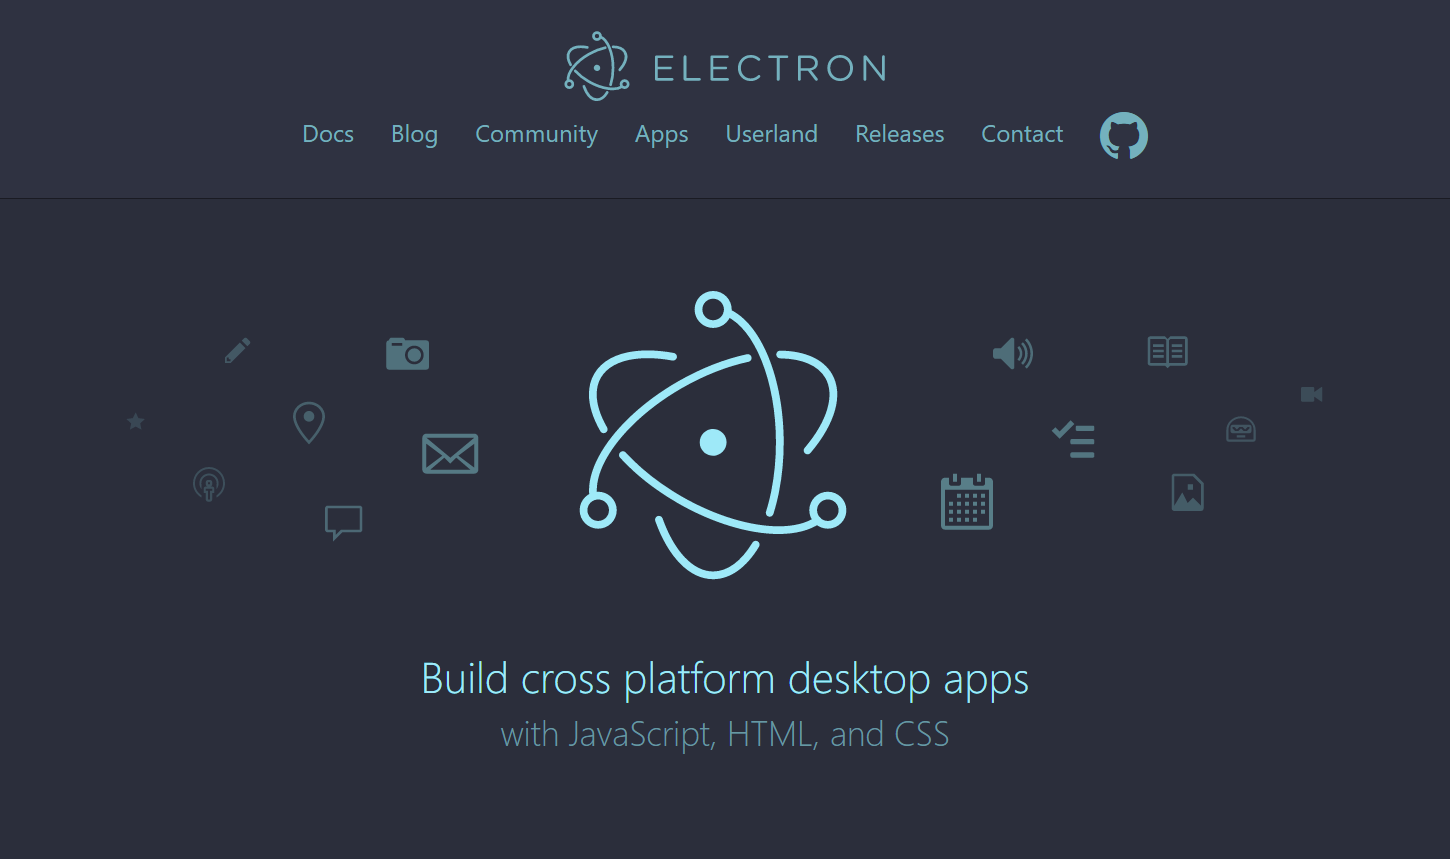 ELECTRON
Docs Blog Community Apps Userland Releases Contact
Build cross platform desktop apps
with JavaScript, HTML, and CSS